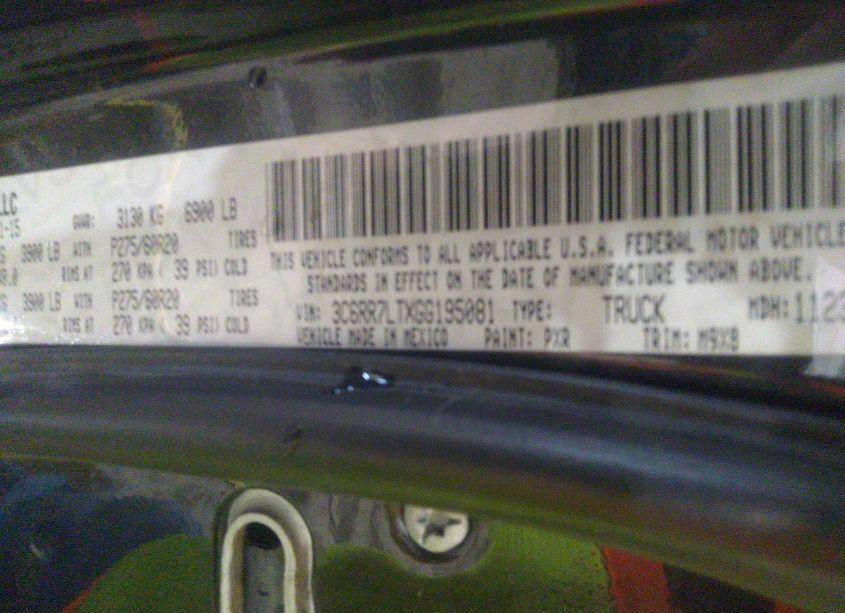 LLC
1-15 GWR: 3130 KG 6900 LB
3900 LB WITH P275/60R20 TIRES
RIMS AT 270 KPA ( 39 PSI) COLD
3900 LB WITH P275/60R20 TIRES
RIMS AT 270 KPA ( 39 PSI) COLD
THIS VEHICLE CONFORMS TO ALL APPLICABLE U.S.A. FEDERAL MOTOR VEHICLE
STANDARDS IN EFFECT ON THE DATE OF MANUFACTURE SHOWN ABOVE.
VIN: 3C6RR7LTXGG195081 TYPE: TRUCK MDH: 1123
VEHICLE MADE IN MEXICO PAINT: PXR TRIM: M9X8